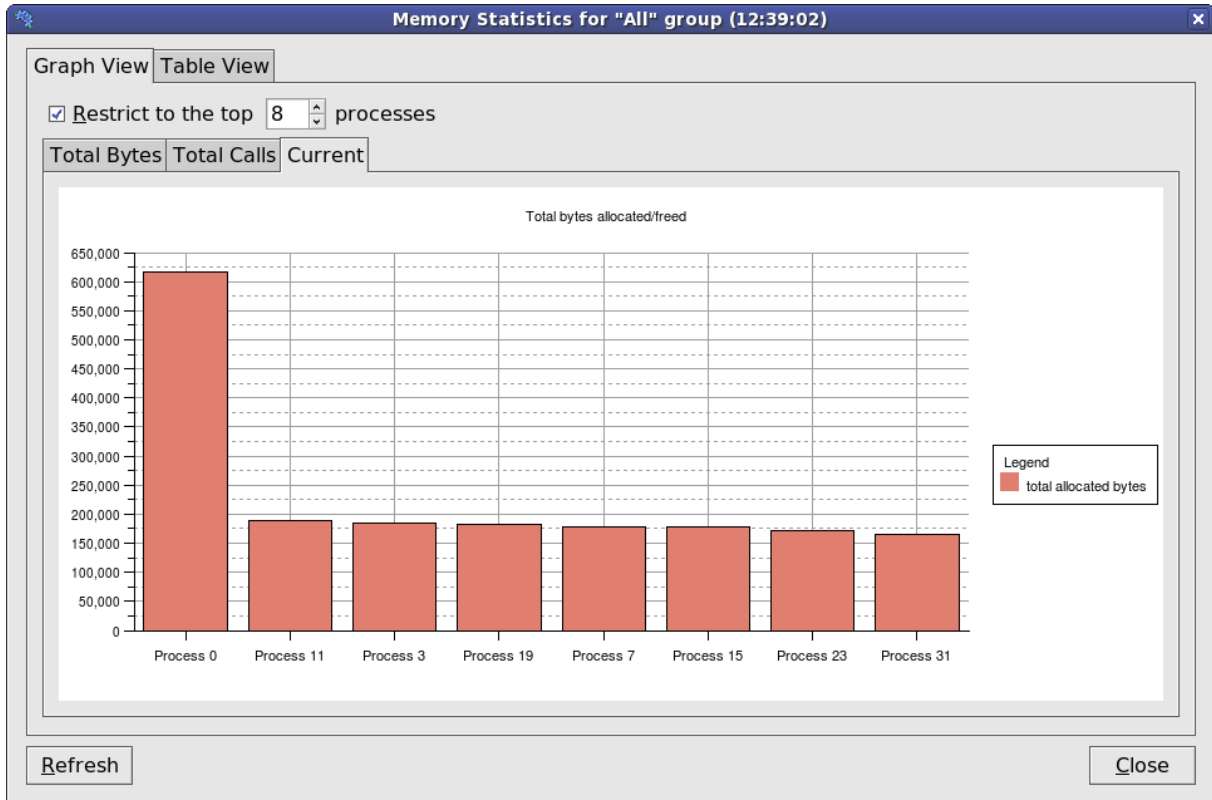 Memory Statistics for "All" group (12:39:02)
Graph View Table View
Restrict to the top 8 processes
Total Bytes Total Calls Current
Total bytes allocated/freed
650,000
600,000
550,000
500,000
450,000
400,000
350,000
300,000
250,000
200,000
150,000
100,000
50,000
0
Process 0 Process 11 Process 3 Process 19 Process 7 Process 15 Process 23 Process 31
Legend
total allocated bytes
Refresh Close